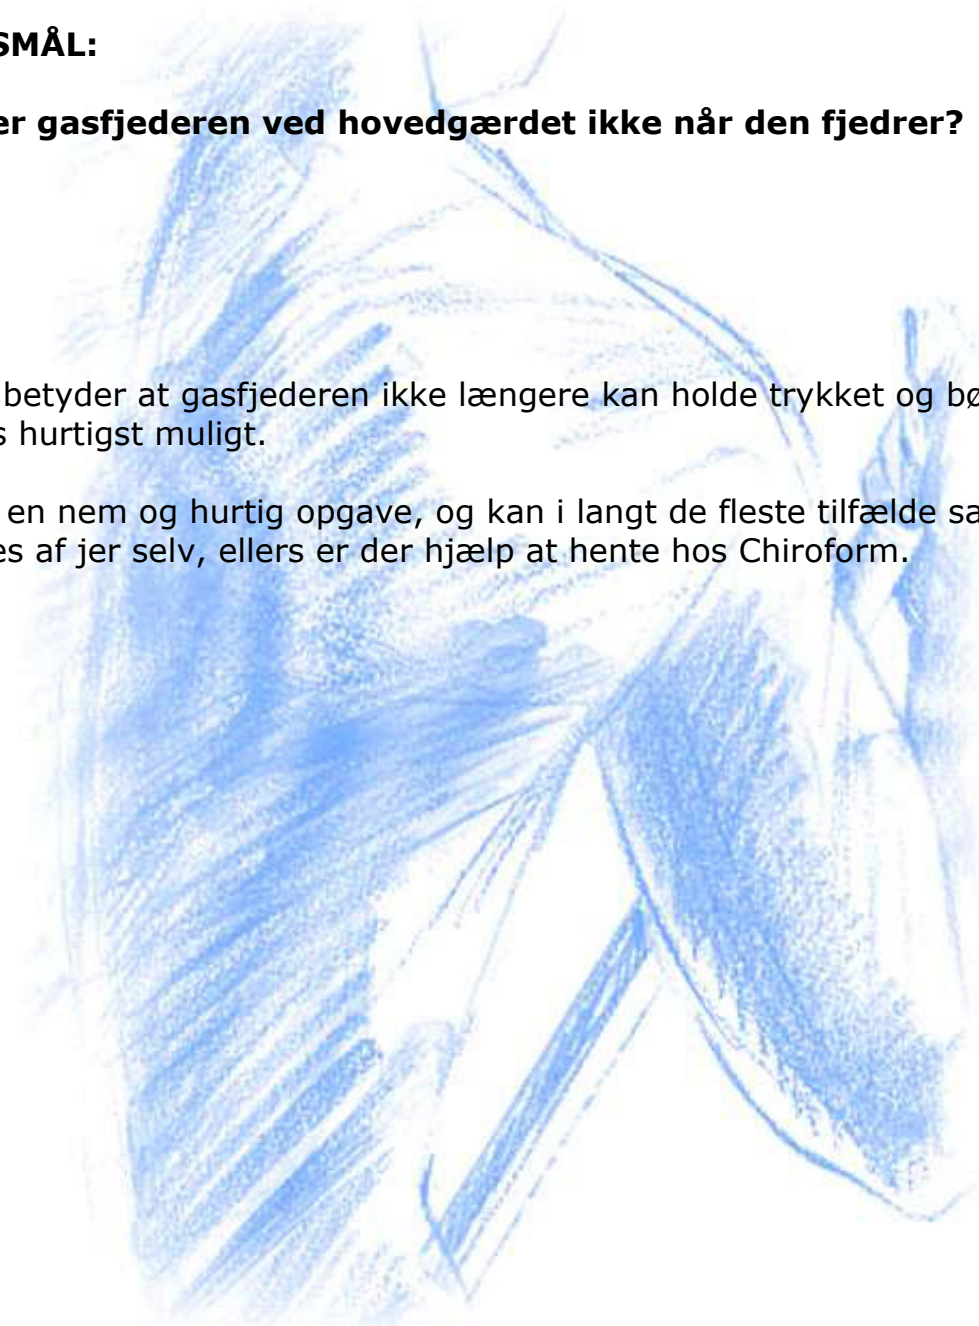 SMÅL:
er gasfjederen ved hovedgærdet ikke når den fjedrer?
betyder at gasfjederen ikke længere kan holde trykket og bø
s hurtigst muligt.
en nem og hurtig opgave, og kan i langt de fleste tilfælde sa
es af jer selv, ellers er der hjælp at hente hos Chiroform.